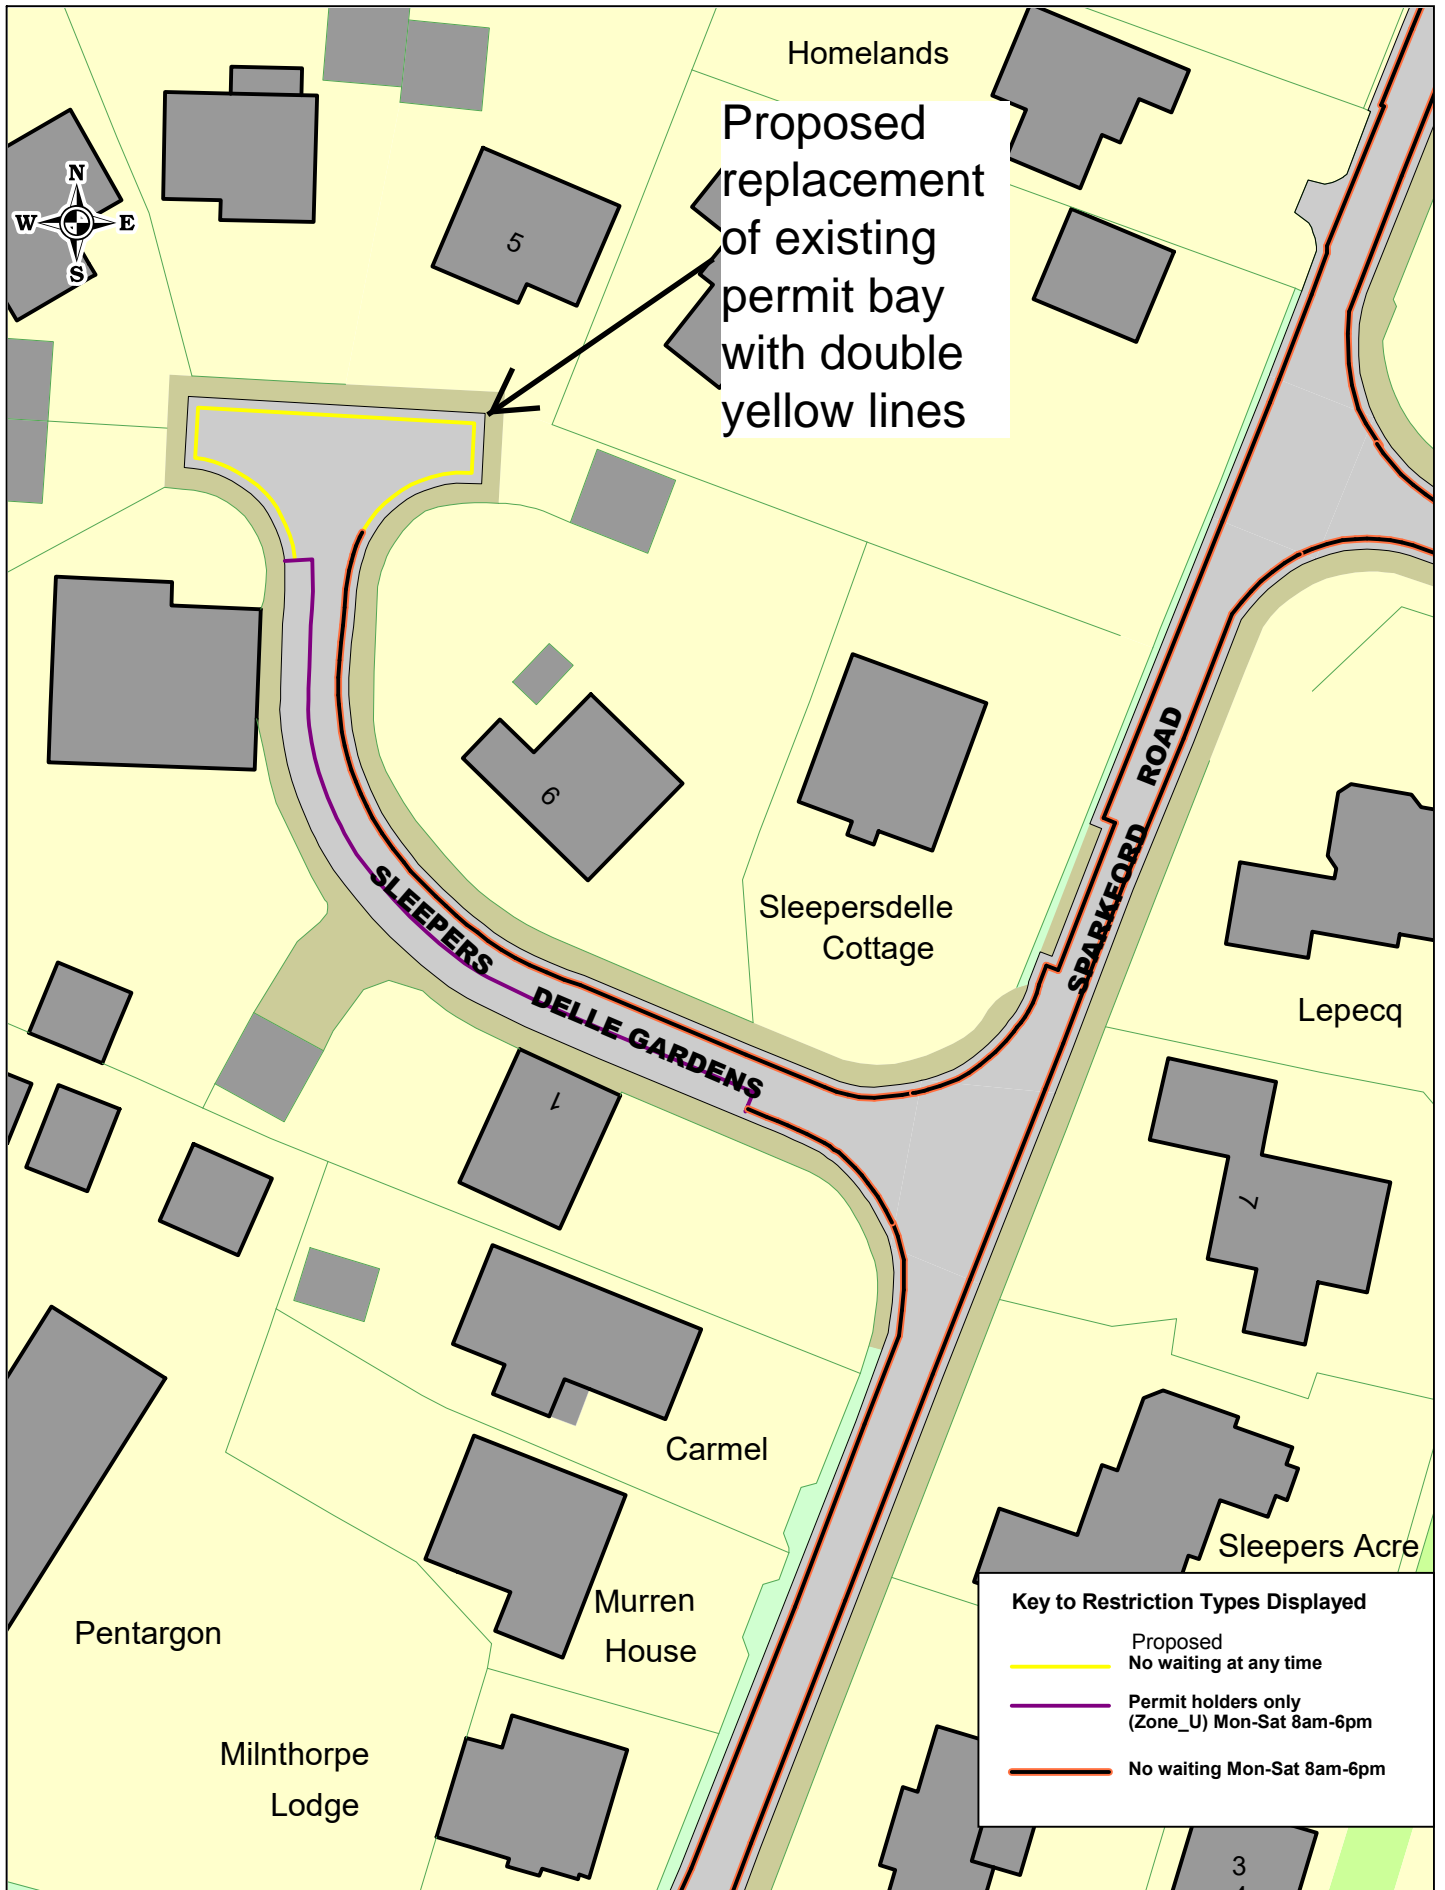 Homelands
Proposed
replacement
of existing
permit bay
with double
yellow lines
N
W E
S
5
6
SLEEPERS
DELLE GARDENS
SPARKFORD ROAD
Sleepersdelle
Cottage
Lepecq
1
7
Carmel
Murren
House
Sleepers Acre
Pentargon
Milnthorpe
Lodge
Key to Restriction Types Displayed
Proposed
No waiting at any time
Permit holders only
(Zone_U) Mon-Sat 8am-6pm
No waiting Mon-Sat 8am-6pm
3